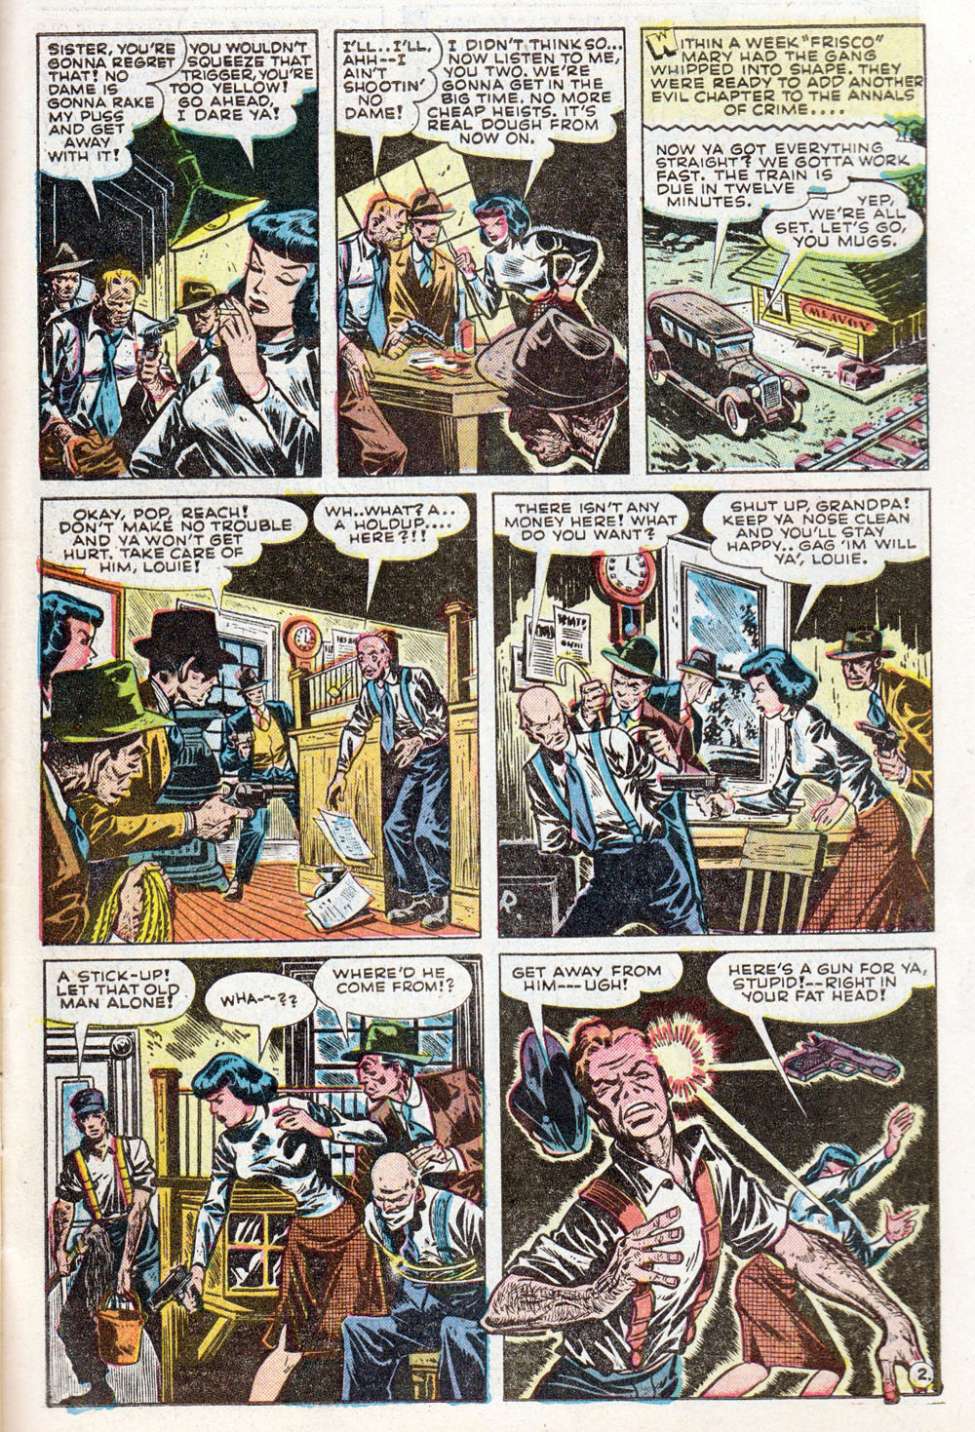 SISTER, YOU'RE
GONNA REGRET
THAT! NO
DAME IS
GONNA RAKE
MY PUSS
AND GET
AWAY
WITH IT!
YOU WOULDN'T
SQUEEZE THAT
TRIGGER, YOU'RE
TOO YELLOW!
GO AHEAD,
I DARE YA!
I'LL..I'LL,
AHH--I
AIN'T
SHOOTIN'
NO
DAME!
I DIDN'T THINK SO...
NOW LISTEN TO ME,
YOU TWO. WE'RE
GONNA GET IN THE
BIG TIME. NO MORE
CHEAP HEISTS. IT'S
REAL DOUGH FROM
NOW ON.
WITHIN A WEEK "FRISCO"
MARY HAD THE GANG
WHIPPED INTO SHAPE. THEY
WERE READY TO ADD ANOTHER
EVIL CHAPTER TO THE ANNALS
OF CRIME....
NOW YA GOT EVERYTHING
STRAIGHT? WE GOTTA WORK
FAST. THE TRAIN IS
DUE IN TWELVE
MINUTES.
YEP,
WE'RE ALL
SET. LET'S GO,
YOU MUGS.
OKAY, POP, REACH!
DON'T MAKE NO TROUBLE
AND YA WON'T GET
HURT. TAKE CARE OF
HIM, LOUIE!
WH..WHAT? A..
A HOLDUP....
HERE?!!
THERE ISN'T ANY
MONEY HERE! WHAT
DO YOU WANT?
SHUT UP, GRANDPA!
KEEP YA NOSE CLEAN
AND YOU'LL STAY
HAPPY.. GAG 'IM WILL
YA', LOUIE.
R.
A STICK-UP!
LET THAT OLD
MAN ALONE!
WHA--??
WHERE'D HE
COME FROM!?
GET AWAY FROM
HIM---UGH!
HERE'S A GUN FOR YA,
STUPID!--RIGHT IN
YOUR FAT HEAD!
2.